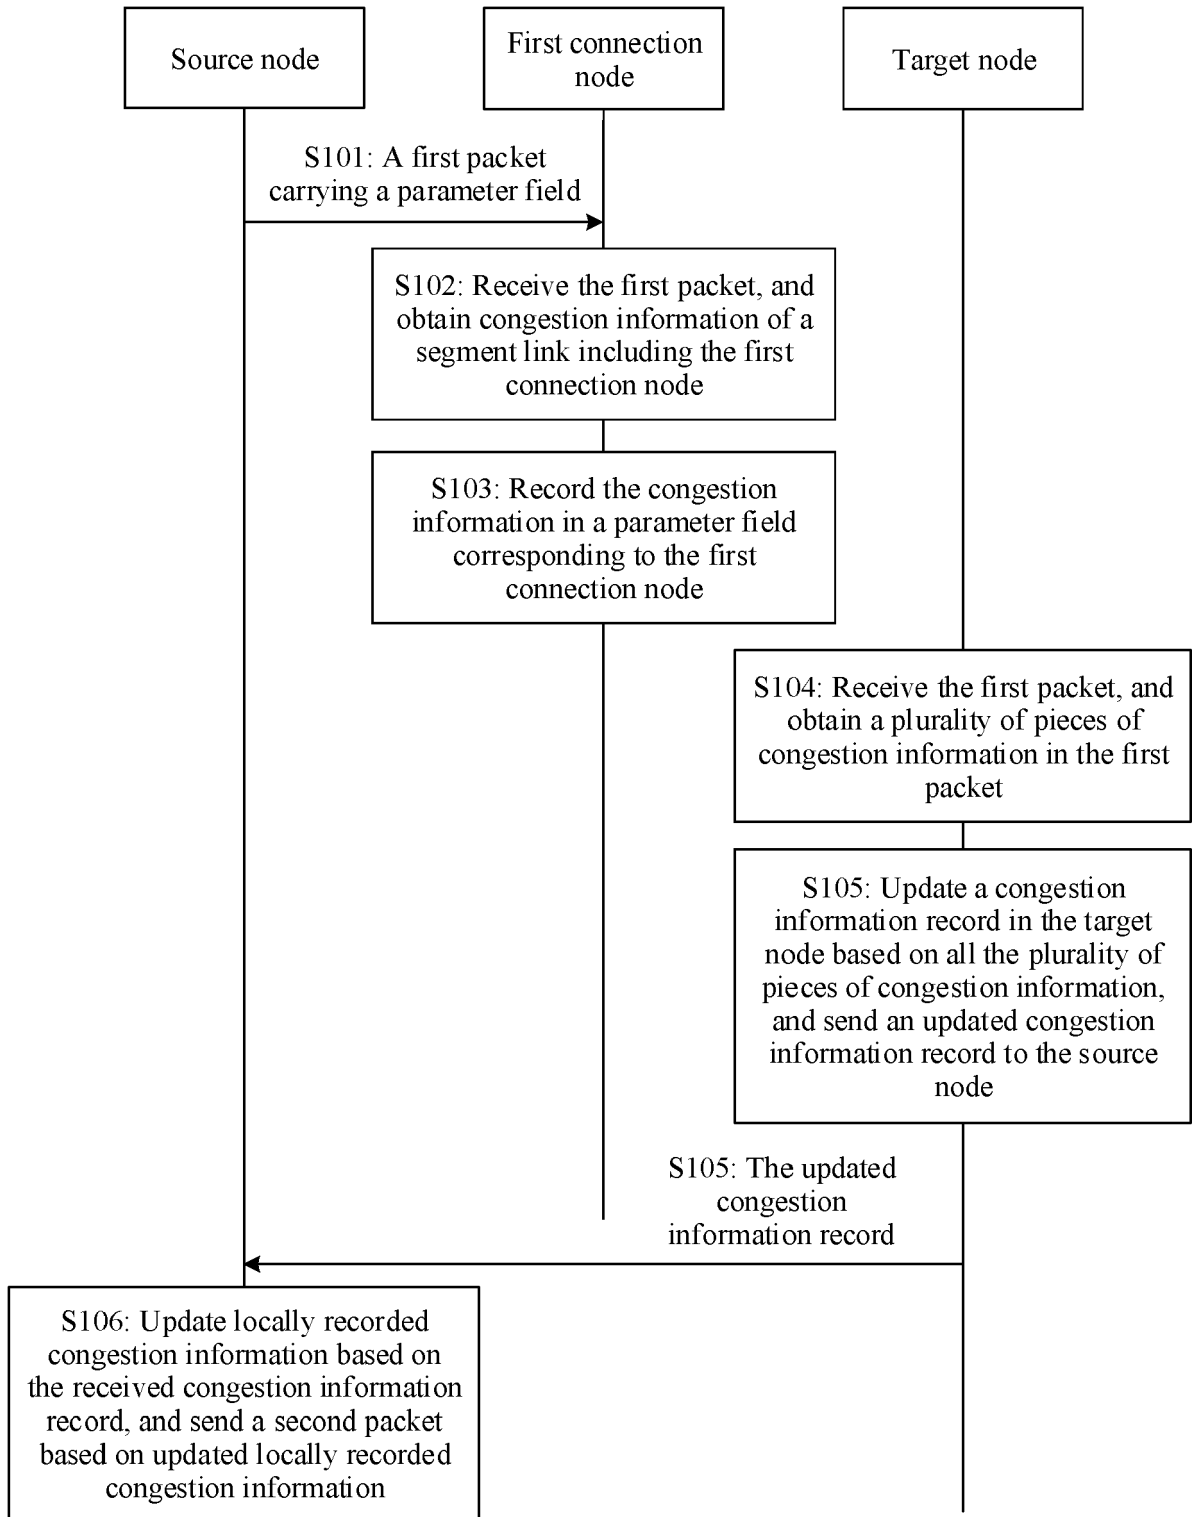 Source node
First connection
node
Target node
S101: A first packet
carrying a parameter field
S102: Receive the first packet, and
obtain congestion information of a
segment link including the first
connection node
S103: Record the congestion
information in a parameter field
corresponding to the first
connection node
S104: Receive the first packet, and
obtain a plurality of pieces of
congestion information in the first
packet
S105: Update a congestion
information record in the target
node based on all the plurality of
pieces of congestion information,
and send an updated congestion
information record to the source
node
S105: The updated
congestion
information record
S106: Update locally recorded
congestion information based on
the received congestion information
record, and send a second packet
based on updated locally recorded
congestion information